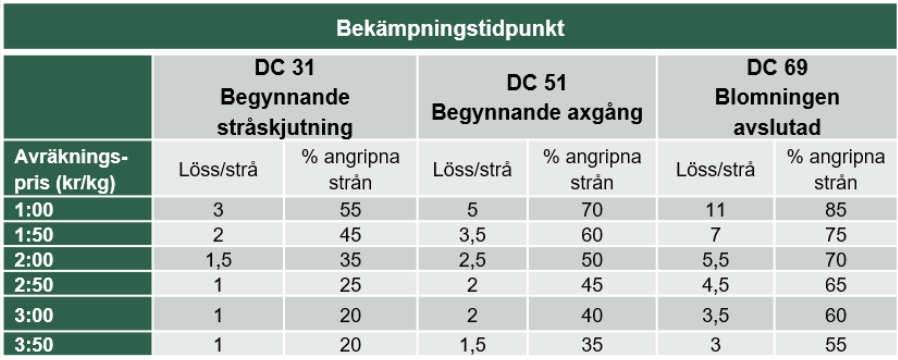 Bekämpningstidpunkt
DC 31
Begynnande
stråskjutning
DC 51
Begynnande axgång
DC 69
Blomningen
avslutad
Avräknings-
pris (kr/kg)
Löss/strå
% angripna
strån
Löss/strå
% angripna
strån
Löss/strå
% angripna
strån
1:00 3 55 5 70 11 85
1:50 2 45 3,5 60 7 75
2:00 1,5 35 2,5 50 5,5 70
2:50 1 25 2 45 4,5 65
3:00 1 20 2 40 3,5 60
3:50 1 20 1,5 35 3 55